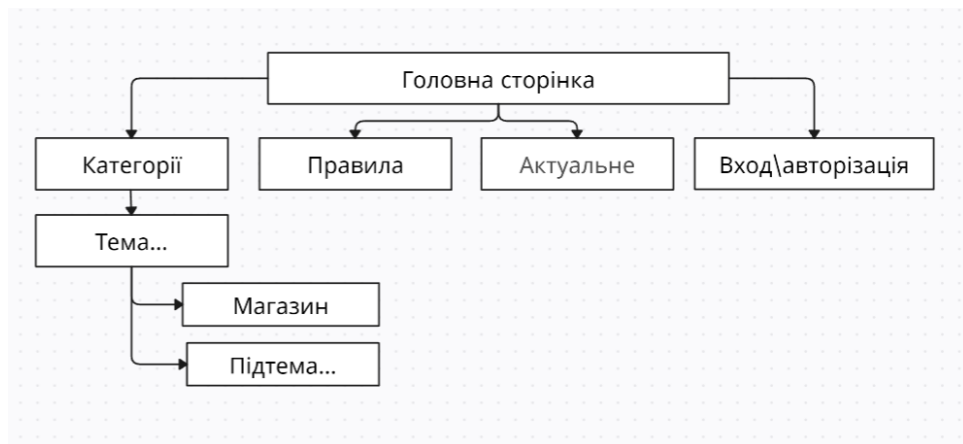 Головна сторінка
Категорії
Правила
Актуальне
Вход\авторізація
Тема...
Магазин
Підтема...